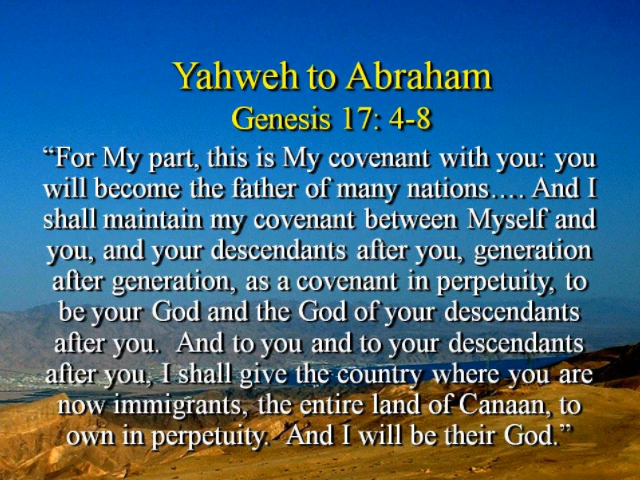 Yahweh to Abraham
Genesis 17: 4-8
“For My part, this is My covenant with you: you
will become the father of many nations…. And I
shall maintain my covenant between Myself and
you, and your descendants after you, generation
after generation, as a covenant in perpetuity, to
be your God and the God of your descendants
after you.  And to you and to your descendants
after you, I shall give the country where you are
now immigrants, the entire land of Canaan, to
own in perpetuity.  And I will be their God.”